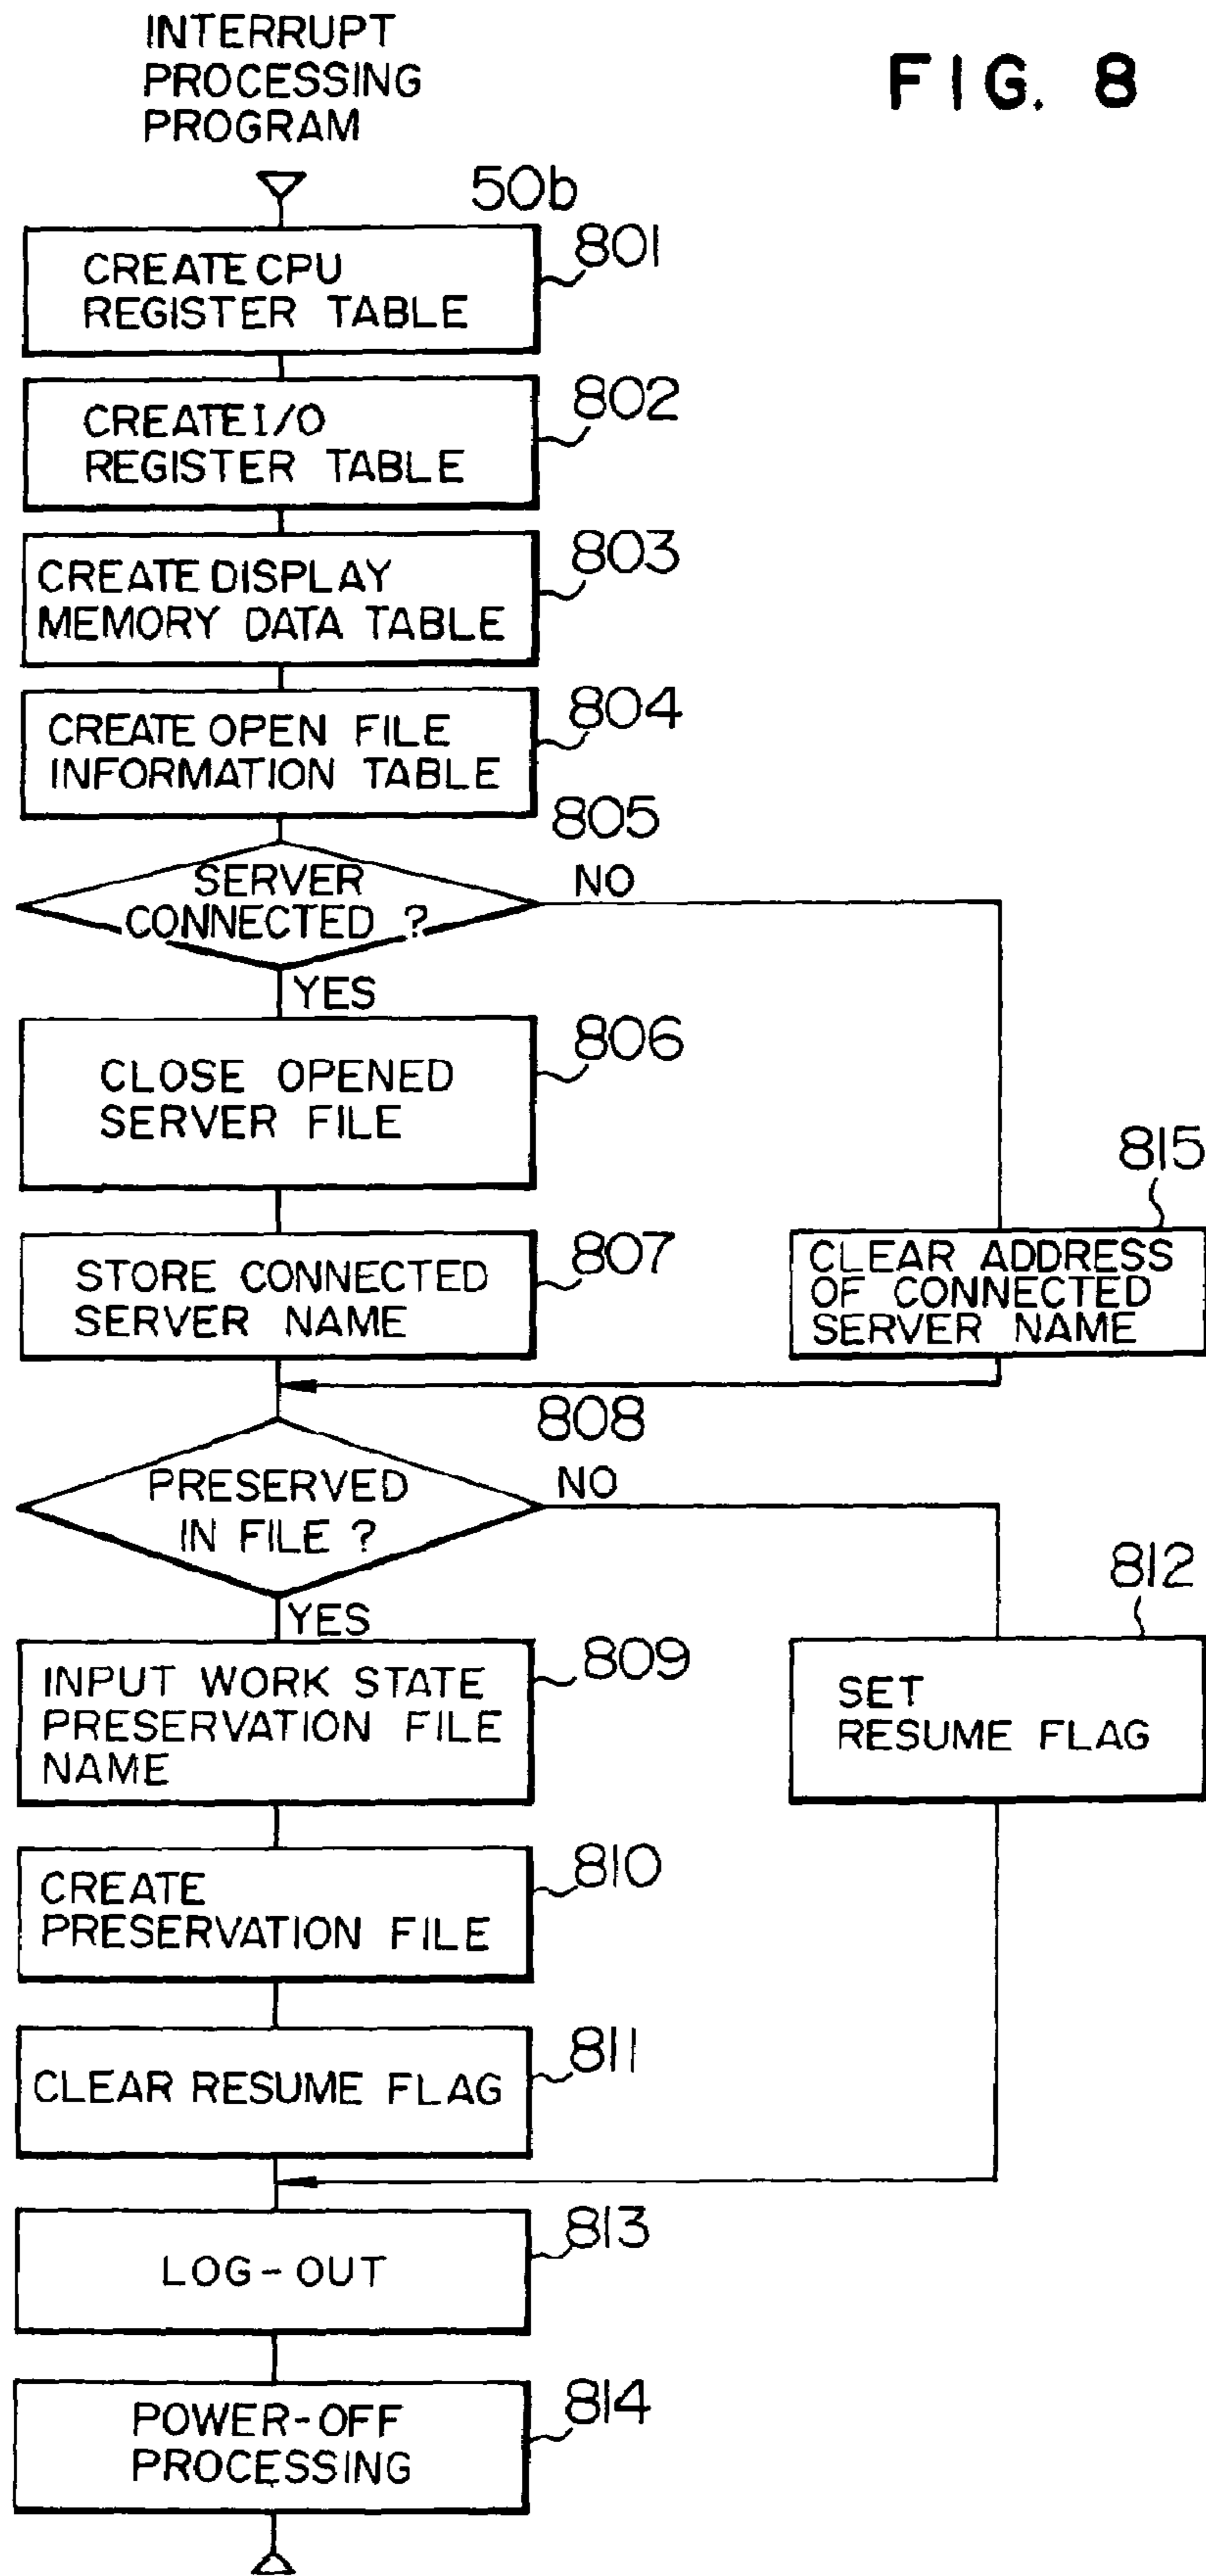 INTERRUPT
PROCESSING
PROGRAM
FIG. 8
50b
CREATE CPU
REGISTER TABLE
801
CREATE I/O
REGISTER TABLE
802
CREATE DISPLAY
MEMORY DATA TABLE
803
CREATE OPEN FILE
INFORMATION TABLE
804
805
SERVER
CONNECTED ?
NO
YES
CLOSE OPENED
SERVER FILE
806
815
STORE CONNECTED
SERVER NAME
807
CLEAR ADDRESS
OF CONNECTED
SERVER NAME
808
PRESERVED
IN FILE ?
NO
YES
812
INPUT WORK STATE
PRESERVATION FILE
NAME
809
SET
RESUME FLAG
CREATE
PRESERVATION FILE
810
CLEAR RESUME FLAG
811
LOG-OUT
813
POWER-OFF
PROCESSING
814